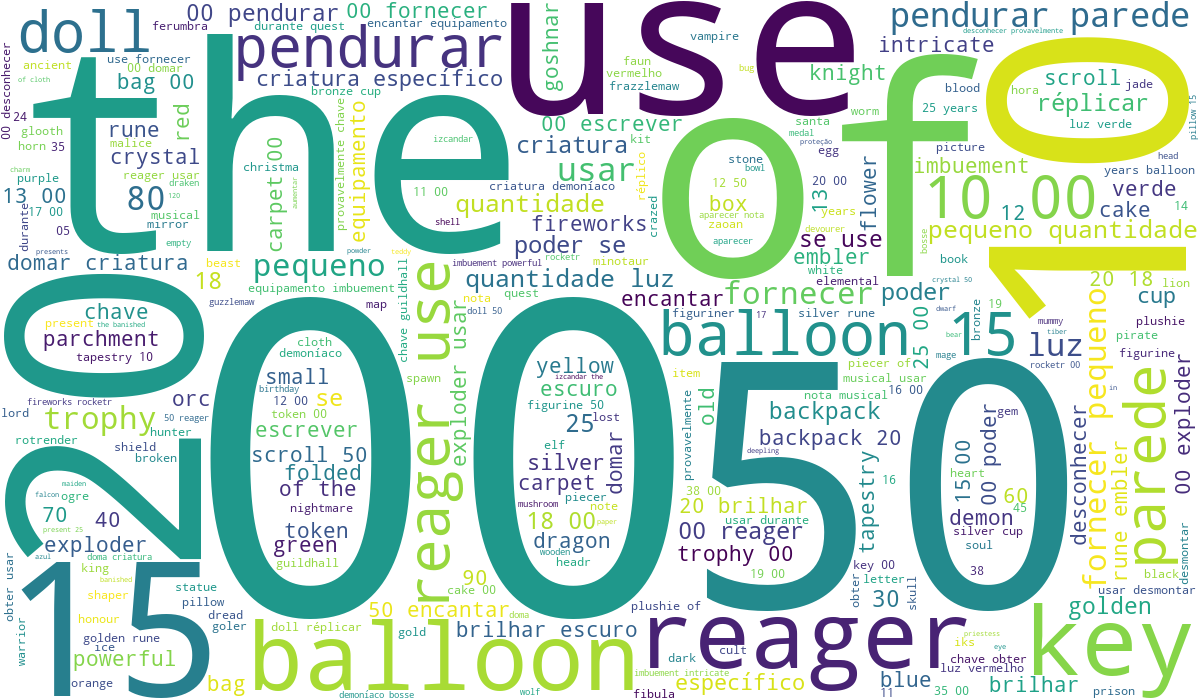 00 pendurar
00 fornecer
ferumbra
durante quest
encantar equipamento
doll
the
pendurar
use
of
0
pendurar parede
desconhecer provavelmente
vampire
intricate
knight
scroll
jade
hora
réplicar
luz verde
ancient
of cloth
use fornecer
00 domar
bag 00
criatura específico
bronze cup
goshnar
faun
vermelho
frazzlemaw
bug
blood
worm
25 years
pillow 15
00 desconhecer
24
glooth
horn 35
rune
malice
crystal
red
reager usar
draken
120
charm
purple
13 00
17 00
80
musical
mirror
05
durante
empty
presents
christma
carpet 00
aumentar
provavelmente chave
equipamento
izcandar
11 00
00 escrever
santa
kit
criatura
usar
criatura demoníaco
réplico
quantidade
fireworks
poder se
shell
crazed
stone
bowl
12 50
box
years
zaoan
aparecer nota
aparecer
medal
proteção
egg
20 00
13
flower
picture
imbuement
head
years balloon
10 00
12
verde
cake
14
devourer
se use
embler
white
elemental
bosse
book
pequeno quantidade
20 18
lion
crystal 50
domar criatura
18
beast
pequeno
powder
teddy
imbuement powerful
rocketr
minotaur
quantidade luz
equipamento imbuement
guzzlemaw
map
nota
quest
doll 50
encantar
fornecer
figuriner
17
silver rune
poder
cup
plushie
pirate
figurine
1
chave
present
the banished
parchment
tapestry 10
0
reager use
chave guildhall
exploder usar
balloon
15
25 00
bronze
19
dwarf
mummy
tiber
bear
mage
rocketr 00
luz
fireworks rocketr
orc
lord
trophy
50 reager
se
cloth
demoníaco
small
birthday
12 00
token 00
escrever
scroll 50
folded
of the
nightmare
token
green
guildhall
0
spawn
yellow
izcandar the
escuro
figurine 50
25
lost
elf
silver
domar
carpet
mushroom
piecer
note
18 00
paper
dragon
wooden
headr
0
item
old
provavelmente
piecer of
musical usar
nota musical
16 00
backpack
backpack 20
deepling
38 00
20 brilhar
usar durante
00 reager
trophy 00
19 00
tapestry
16
key 00
50
gem
heart
15 00
00 poder
60
45
demon
silver cup
soul
38
desconhecer
fornecer pequeno
rune embler
parede
00 exploder
black
usar desmontar
desmontar
rotrender
hunter
shield
broken
maiden
falcon
ogre
70
present 25
40
exploder
azul
doma criatura
king
banished
shaper
honour
statue
pillow
dread
goler
golden rune
ice
powerful
orange
2
15
obter usar
warrior
90
cake 00
50 encantar
doma
doll réplicar
gold
brilhar escuro
balloon
bag
demoníaco bosse
wolf
imbuement intricate
fibula
plushie of
dark
cult
específico
reager
obter
letter
30
skull
blue
11
35 00
iks
priestess
eye
chave obter
luz vermelho
brilhar
golden
key
prison